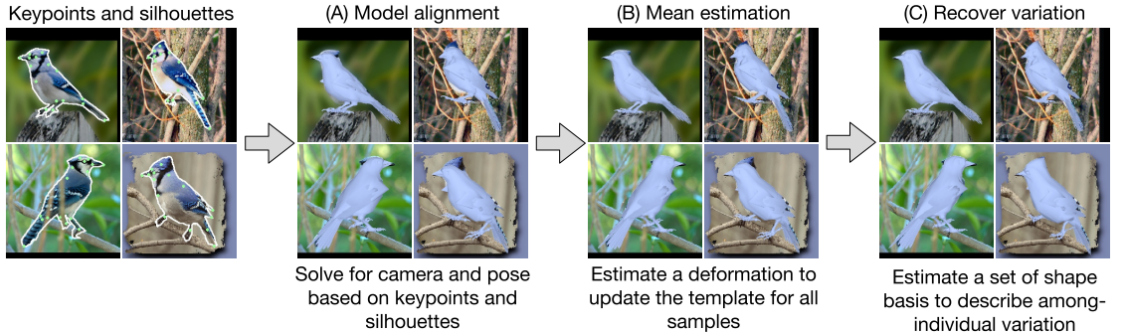 Keypoints and silhouettes
(A) Model alignment
(B) Mean estimation
(C) Recover variation
Solve for camera and pose
based on keypoints and
silhouettes
Estimate a deformation to
update the template for all
samples
Estimate a set of shape
basis to describe among-
individual variation